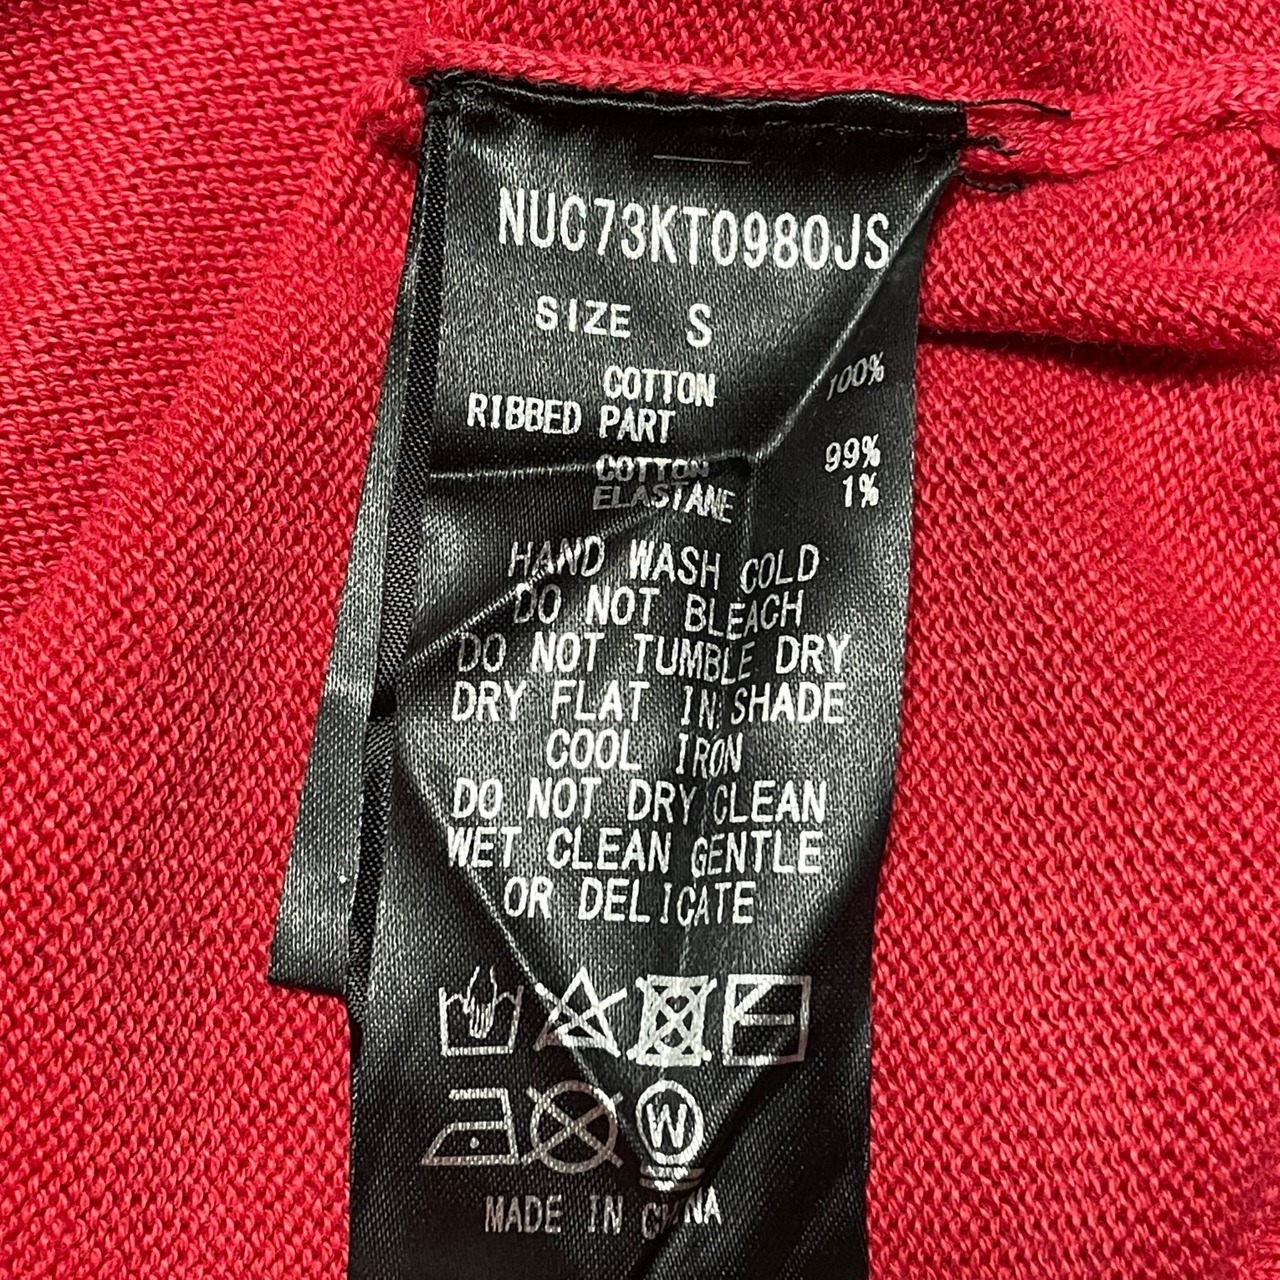 NUC73KT0980JS
SIZE S
COTTON 100%
RIBBED PART
COTTON 99%
ELASTANE 1%
HAND WASH COLD
DO NOT BLEACH
DO NOT TUMBLE DRY
DRY FLAT IN SHADE
COOL IRON
DO NOT DRY CLEAN
WET CLEAN GENTLE
OR DELICATE
W
MADE IN CHINA